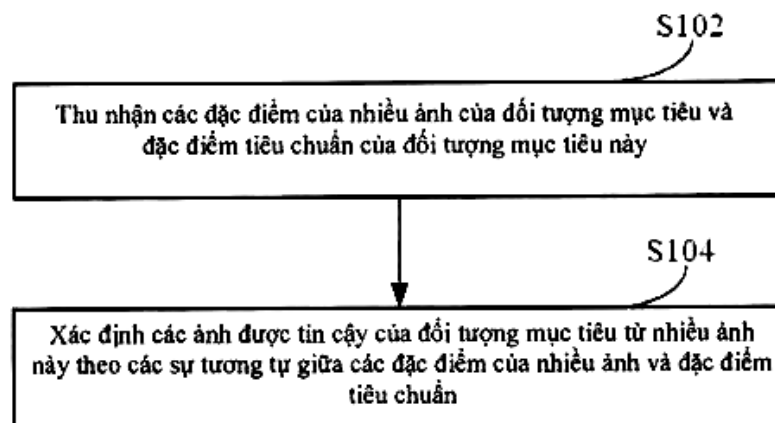 S102
Thu nhận các đặc điểm của nhiều ảnh của đối tượng mục tiêu và
đặc điểm tiêu chuẩn của đối tượng mục tiêu này
S104
Xác định các ảnh được tin cậy của đối tượng mục tiêu từ nhiều ảnh
này theo các sự tương tự giữa các đặc điểm của nhiều ảnh và đặc điểm
tiêu chuẩn